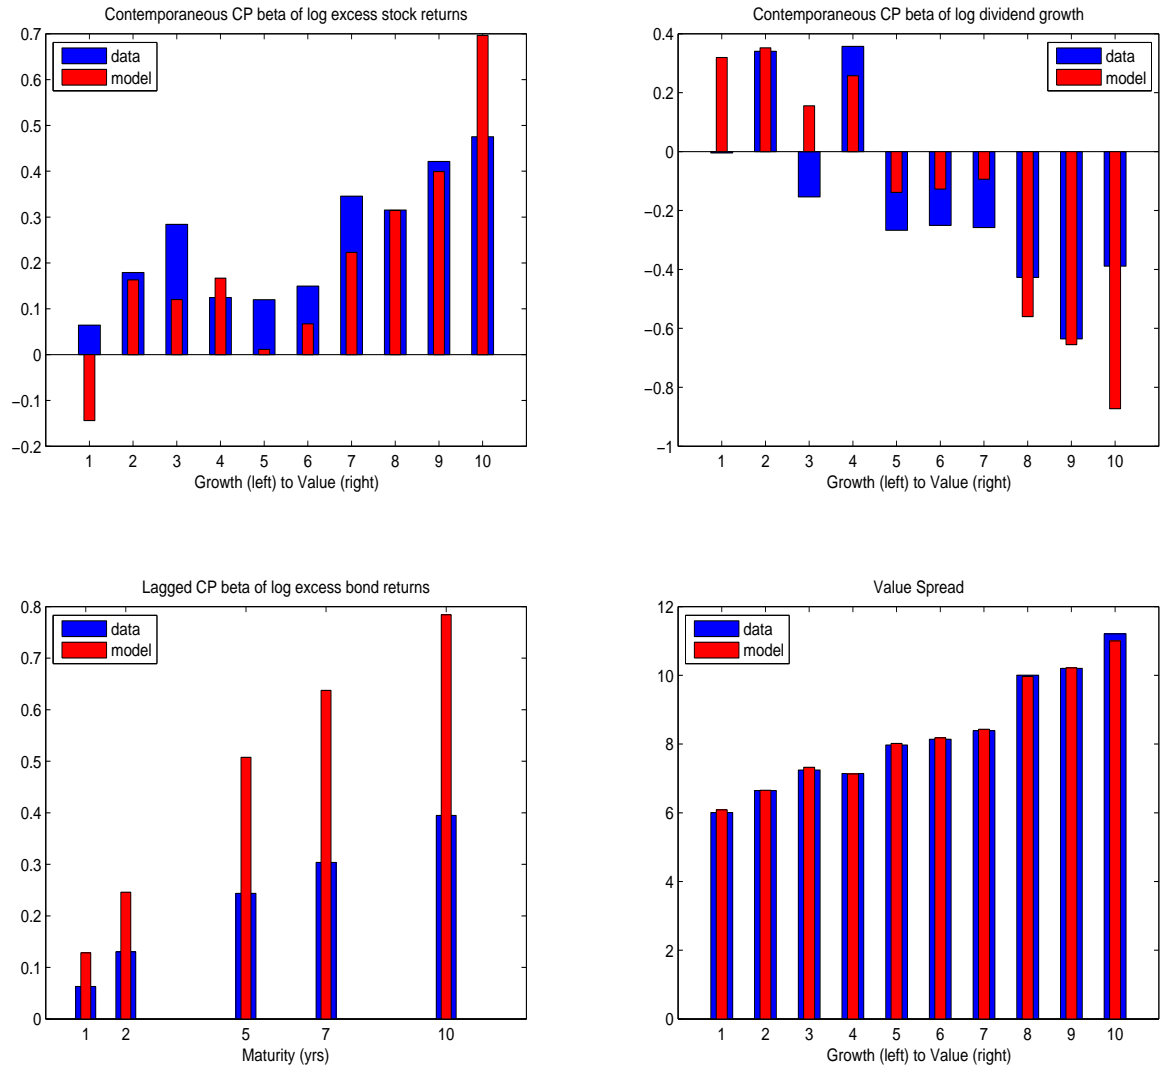 Contemporaneous CP beta of log excess stock returns
data
model
0.7
0.6
0.5
0.4
0.3
0.2
0.1
0
−0.1
−0.2
1 2 3 4 5 6 7 8 9 10
Growth (left) to Value (right)
Contemporaneous CP beta of log dividend growth
data
model
0.4
0.2
0
−0.2
−0.4
−0.6
−0.8
−1
1 2 3 4 5 6 7 8 9 10
Growth (left) to Value (right)
Lagged CP beta of log excess bond returns
data
model
0.8
0.7
0.6
0.5
0.4
0.3
0.2
0.1
0
1 2 5 7 10
Maturity (yrs)
Value Spread
data
model
12
10
8
6
4
2
0
1 2 3 4 5 6 7 8 9 10
Growth (left) to Value (right)